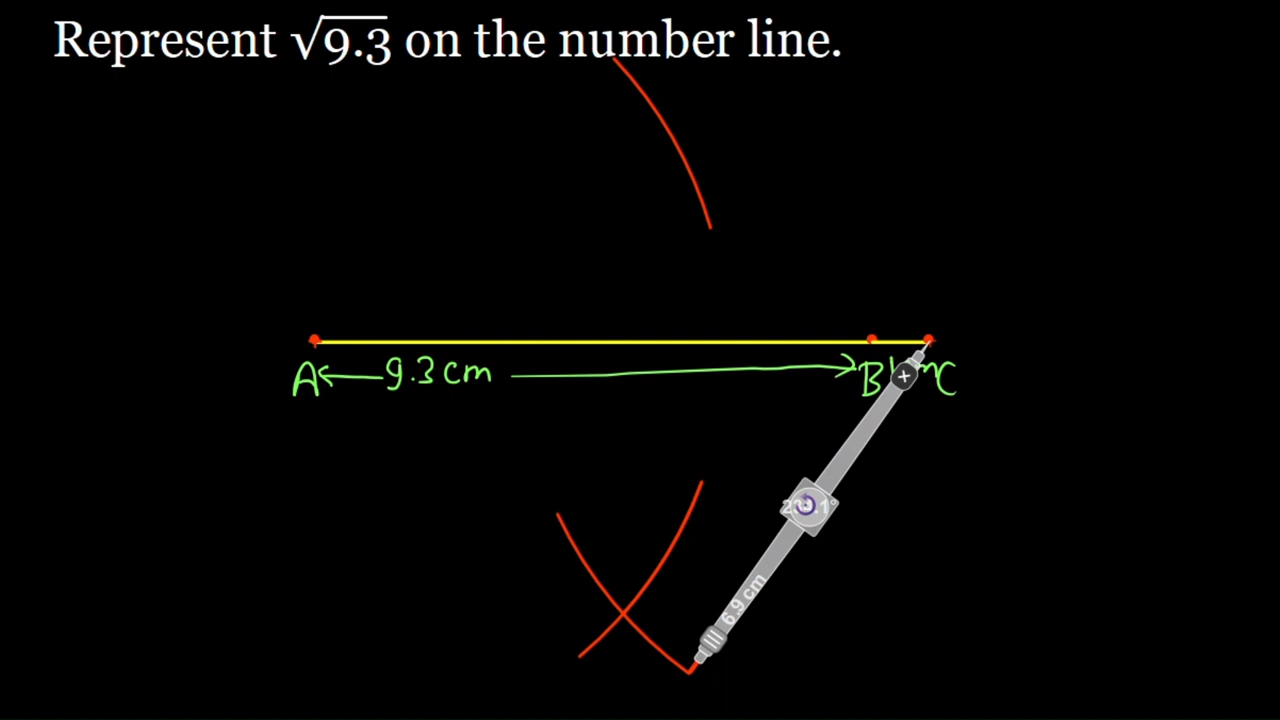 Represent √9.3 on the number line.
A 9.3 cm B C
6.9 cm